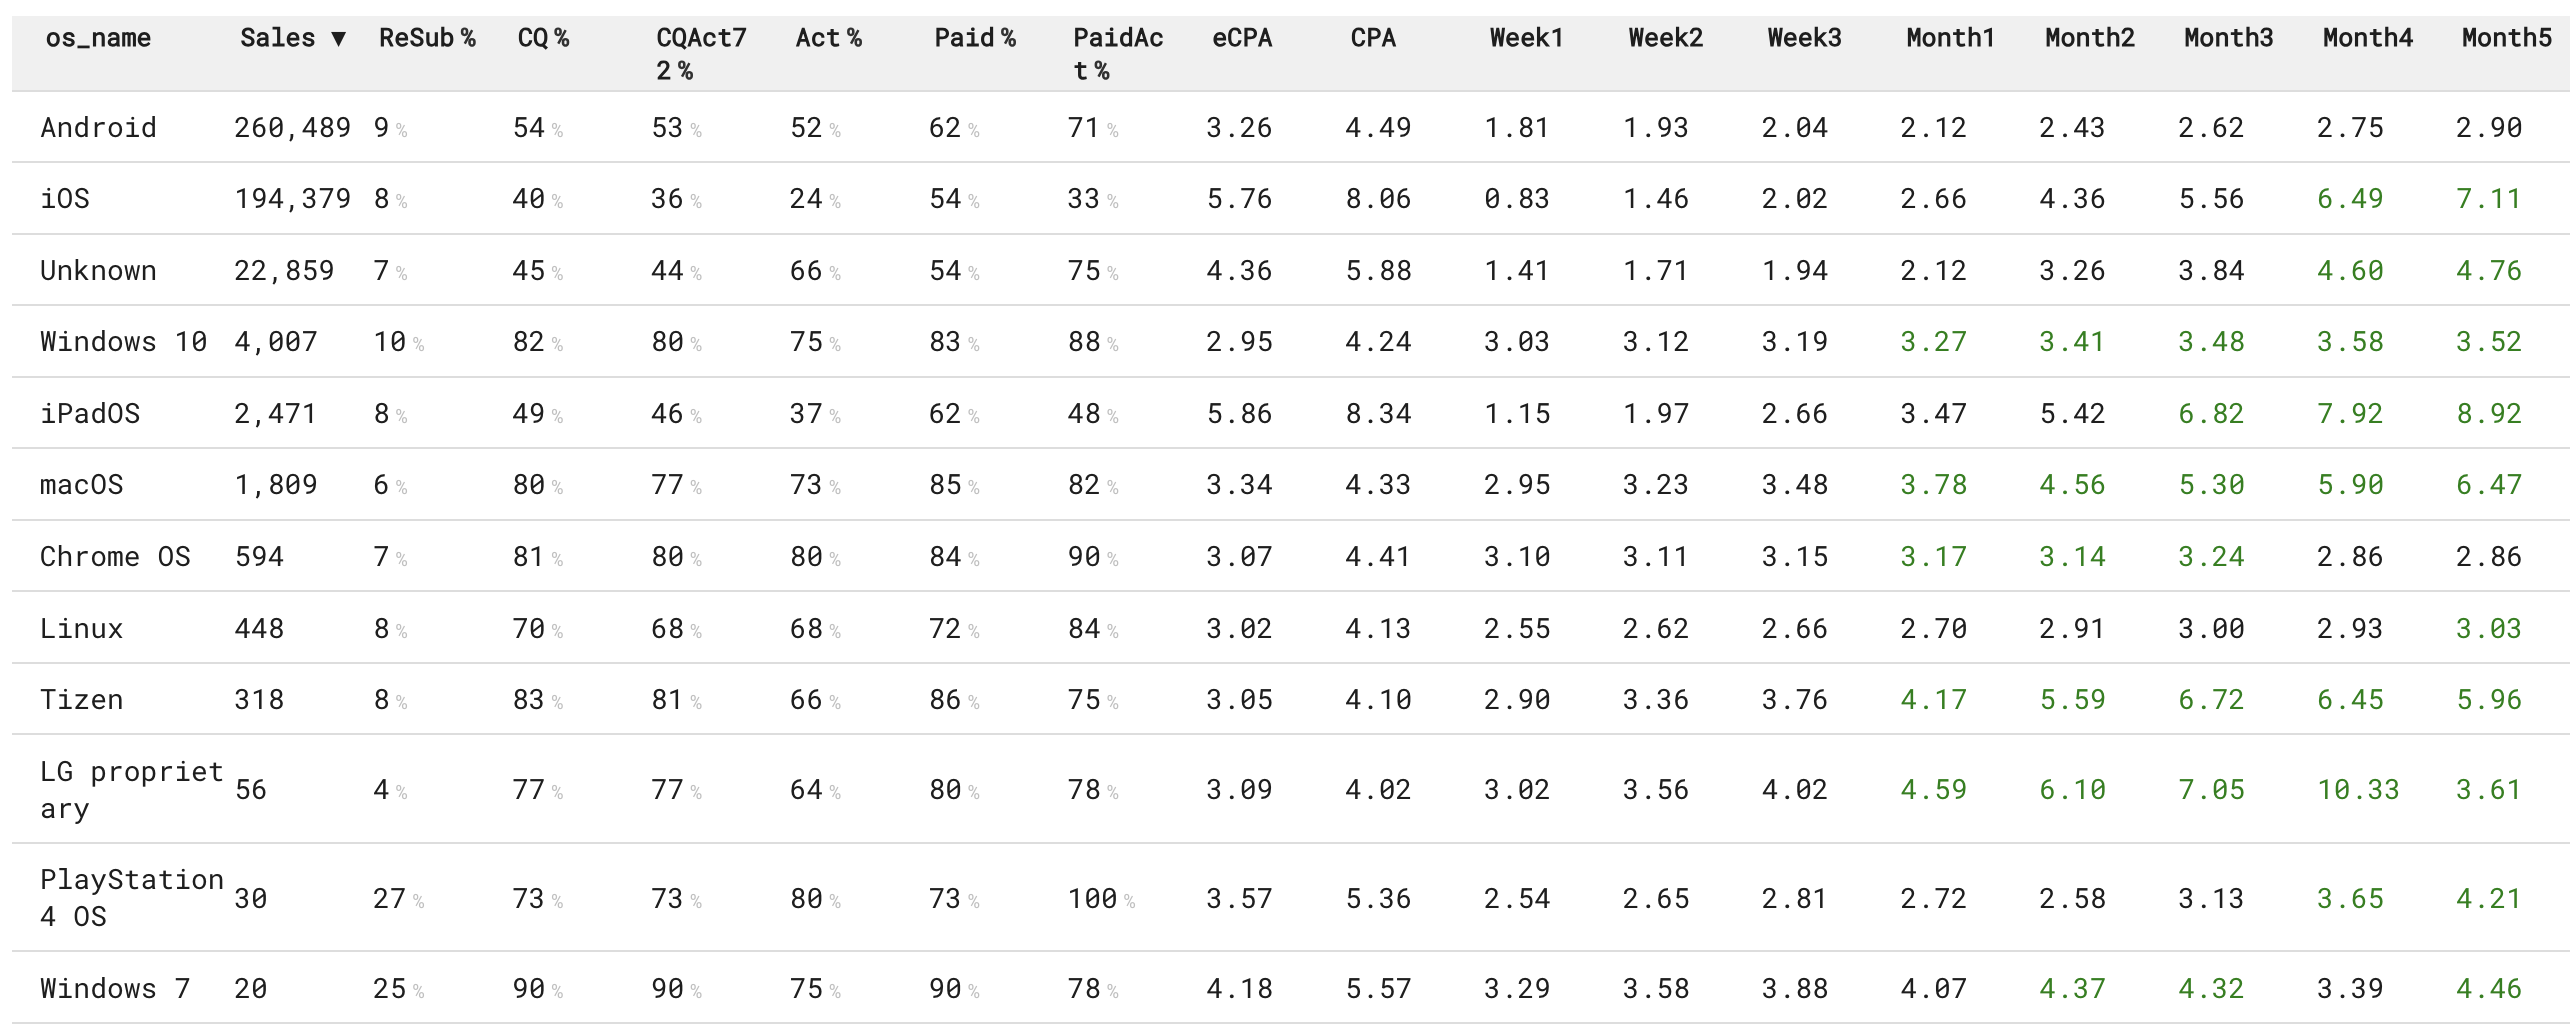 os_name Sales ▼ ReSub % CQ % CQAct7 Act % Paid % PaidAc eCPA CPA Week1 Week2 Week3 Month1 Month2 Month3 Month4 Month5
2 % t %
Android 260,489 9 % 54 % 53 % 52 % 62 % 71 % 3.26 4.49 1.81 1.93 2.04 2.12 2.43 2.62 2.75 2.90
iOS 194,379 8 % 40 % 36 % 24 % 54 % 33 % 5.76 8.06 0.83 1.46 2.02 2.66 4.36 5.56 6.49 7.11
Unknown 22,859 7 % 45 % 44 % 66 % 54 % 75 % 4.36 5.88 1.41 1.71 1.94 2.12 3.26 3.84 4.60 4.76
Windows 10 4,007 10 % 82 % 80 % 75 % 83 % 88 % 2.95 4.24 3.03 3.12 3.19 3.27 3.41 3.48 3.58 3.52
iPadOS 2,471 8 % 49 % 46 % 37 % 62 % 48 % 5.86 8.34 1.15 1.97 2.66 3.47 5.42 6.82 7.92 8.92
macOS 1,809 6 % 80 % 77 % 73 % 85 % 82 % 3.34 4.33 2.95 3.23 3.48 3.78 4.56 5.30 5.90 6.47
Chrome OS 594 7 % 81 % 80 % 80 % 84 % 90 % 3.07 4.41 3.10 3.11 3.15 3.17 3.14 3.24 2.86 2.86
Linux 448 8 % 70 % 68 % 68 % 72 % 84 % 3.02 4.13 2.55 2.62 2.66 2.70 2.91 3.00 2.93 3.03
Tizen 318 8 % 83 % 81 % 66 % 86 % 75 % 3.05 4.10 2.90 3.36 3.76 4.17 5.59 6.72 6.45 5.96
LG propriet
ary 56 4 % 77 % 77 % 64 % 80 % 78 % 3.09 4.02 3.02 3.56 4.02 4.59 6.10 7.05 10.33 3.61
PlayStation
4 OS 30 27 % 73 % 73 % 80 % 73 % 100 % 3.57 5.36 2.54 2.65 2.81 2.72 2.58 3.13 3.65 4.21
Windows 7 20 25 % 90 % 90 % 75 % 90 % 78 % 4.18 5.57 3.29 3.58 3.88 4.07 4.37 4.32 3.39 4.46